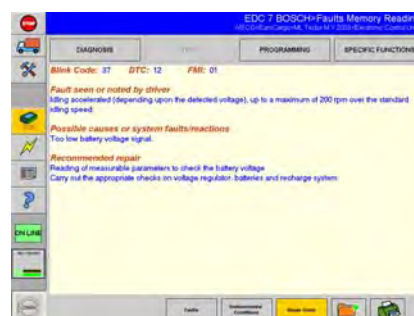 EDC 7 BOSCH>Faults Memory Readin
DIAGNOSIS
PROGRAMMING
SPECIFIC FUNCTIONS
Blink Code: 37 DTC: 12 FMI: 01
Fault seen or noted by driver
Idling accelerated (depending upon the detected voltage), up to a maximum of 200 rpm over the standard
idling speed.
Possible causes or system faults/reactions
Too low battery voltage signal.
Recommended repair
Reading of measurable parameters to check the battery voltage
Carry out the appropriate checks on voltage regulator, batteries and recharge system
ON LINE
Faults
Environmental
Conditions
Repair Guide